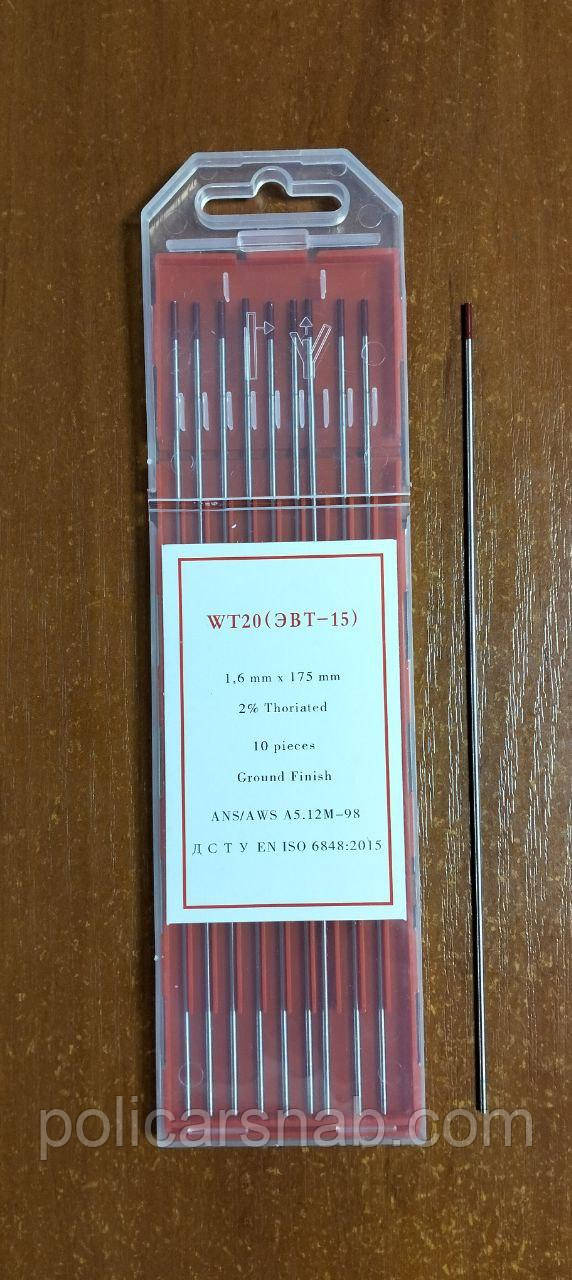 WT20(ЭВТ-15)
1,6 mm x 175 mm
2% Thoriated
10 pieces
Ground Finish
ANS/AWS A5.12M-98
Д С Т У EN ISO 6848:2015
policarsnab.com